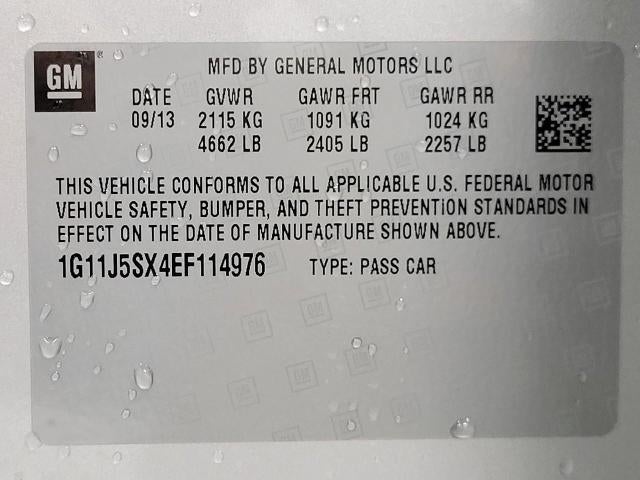 GM ®
MFD BY GENERAL MOTORS LLC
DATE GVWR GAWR FRT GAWR RR
09/13 2115 KG 1091 KG 1024 KG
4662 LB 2405 LB 2257 LB
THIS VEHICLE CONFORMS TO ALL APPLICABLE U.S. FEDERAL MOTOR
VEHICLE SAFETY, BUMPER, AND THEFT PREVENTION STANDARDS IN
EFFECT ON THE DATE OF MANUFACTURE SHOWN ABOVE.
1G11J5SX4EF114976 TYPE: PASS CAR